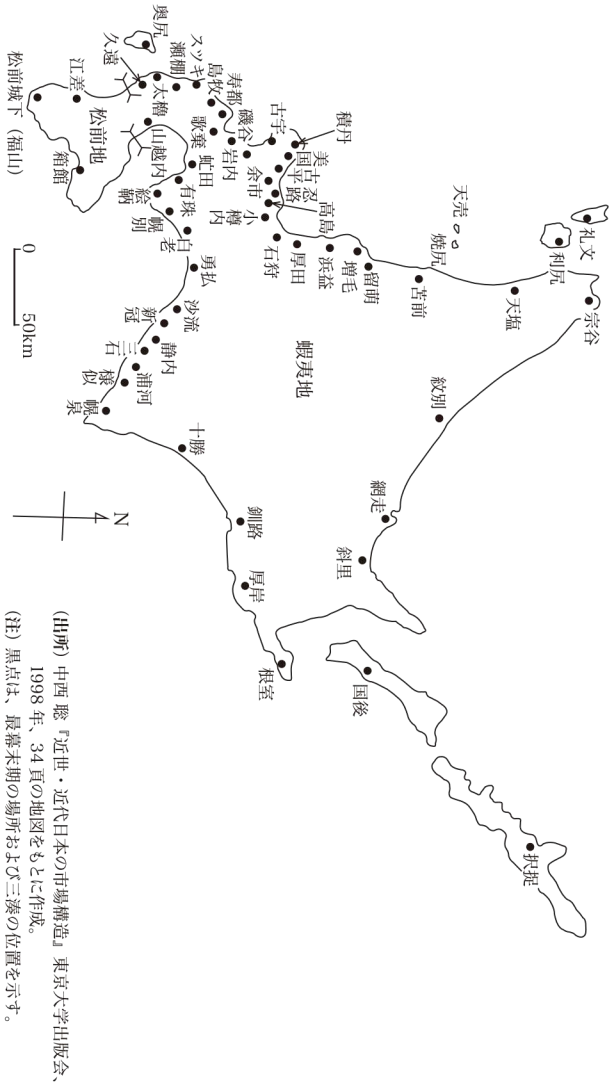 礼文
利尻
宗谷
天売
焼尻
天塩
苫前
留萌
増毛
浜益
厚田
石狩
高島
小樽内
忍路
余市
古平
美国
積丹
古宇
岩内
磯谷
寿都
歌棄
島牧
スッキ
瀬棚
太櫓
久遠
奥尻
江差
松前地
松前城下（福山）
箱館
山越内
虻田
有珠
絵鞆
幌別
白老
勇払
沙流
新冠
静内
三石
浦河
様似
幌泉
十勝
釧路
厚岸
根室
国後
択捉
斜里
網走
紋別
蝦夷地
0 50km
N
（出所）中西 聡『近世・近代日本の市場構造』東京大学出版会、
1998年、34頁の地図をもとに作成。
（注）黒点は、最幕末期の場所および三湊の位置を示す。